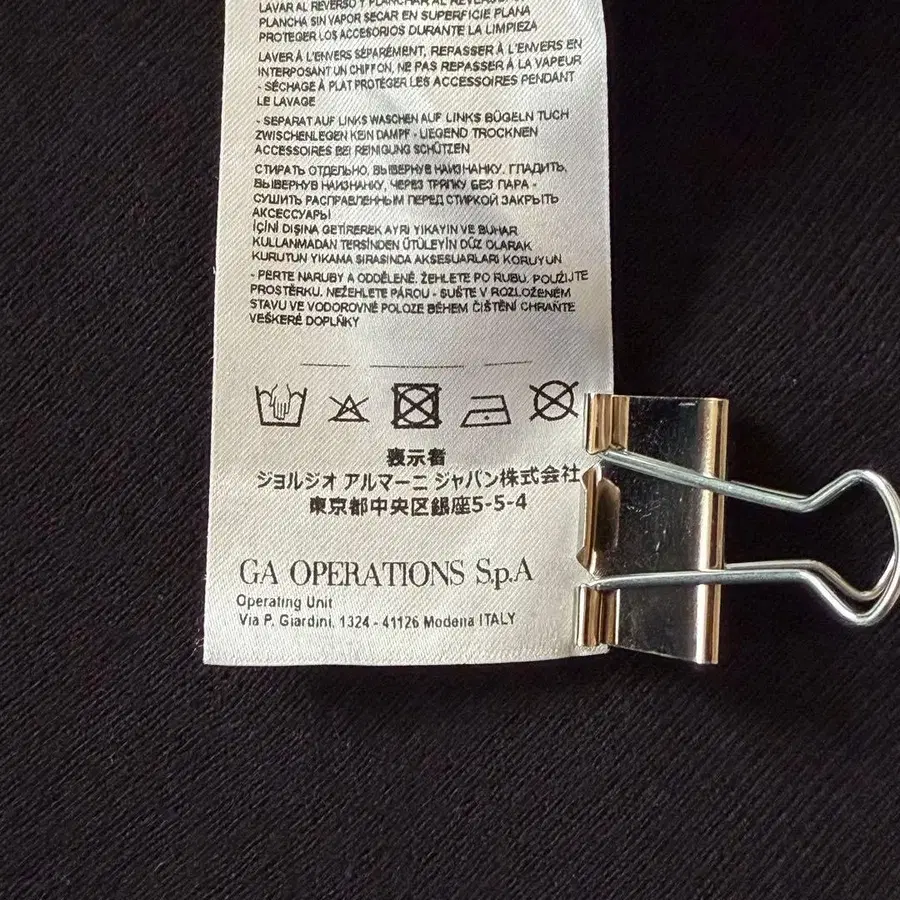 LAVAR AL REVERSO Y PLANCHAR AL REVERSO
PLANCHA SIN VAPOR SECAR EN SUPERFICIE PLANA
PROTEGER LOS ACCESORIOS DURANTE LA LIMPIEZA
LAVER À L'ENVERS SÉPARÉMENT, REPASSER À L'ENVERS EN
INTERPOSANT UN CHIFFON, NE PAS REPASSER À LA VAPEUR
- SÉCHAGE À PLAT PROTÉGER LES ACCESSOIRES PENDANT
LE LAVAGE
- SEPARAT AUF LINKS WASCHEN AUF LINKS BÜGELN TUCH
ZWISCHENLEGEN KEIN DAMPF - LIEGEND TROCKNEN
ACCESSOIRES BEI REINIGUNG SCHÜTZEN
СТИРАТЬ ОТДЕЛЬНО, ВЫВЕРНУВ НАИЗНАНКУ. ГЛАДИТЬ,
ВЫВЕРНУВ НАИЗНАНКУ, ЧЕРЕЗ ТРЯПКУ БЕЗ ПАРА -
СУШИТЬ РАСПРАВЛЕННЫМ ПЕРЕД СТИРКОЙ ЗАКРЫТЬ
АКСЕССУАРЫ
İÇİNİ DIŞINA GETİREREK AYRI YIKAYIN VE BUHAR
KULLANMADAN TERSİNDEN ÜTÜLEYİN DÜZ OLARAK
KURUTUN YIKAMA SIRASINDA AKSESUARLARI KORUYUN
- PERTE NARUBY A ODDĚLENĚ. ŽEHLETE PO RUBU. POUŽIJTE
PROSTĚRKU. NEŽEHLETE PÁROU - SUŠTE V ROZLOŽENÉM
STAVU VE VODOROVNÉ POLOZE BĚHEM ČIŠTĚNÍ CHRAŇTE
VEŠKERÉ DOPLŇKY
表示者
ジョルジオ アルマーニ ジャパン株式会社
東京都中央区銀座5-5-4
GA OPERATIONS S.p.A
Operating Unit
Via P. Giardini, 1324 - 41126 Modena ITALY